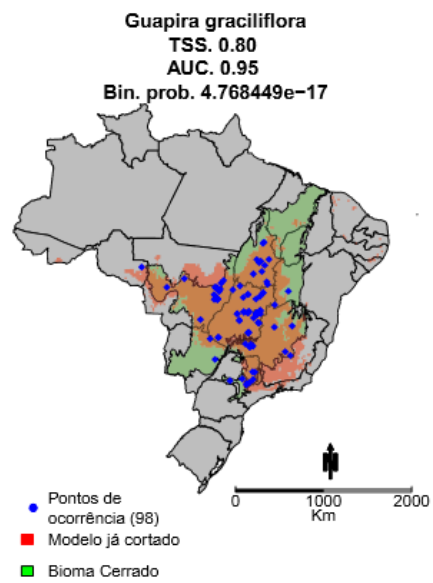 Guapira graciliflora
TSS. 0.80
AUC. 0.95
Bin. prob. 4.768449e−17
0 1000 2000
Km
Pontos de
ocorrência (98)
Modelo já cortado
Bioma Cerrado